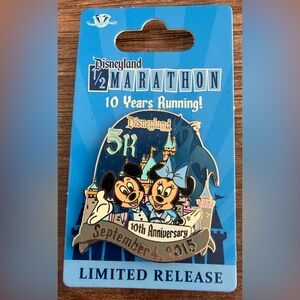 Disneyland
1/2 MARATHON
10 Years Running!
Disneyland
5K
10th Anniversary
September 4, 2015
LIMITED RELEASE